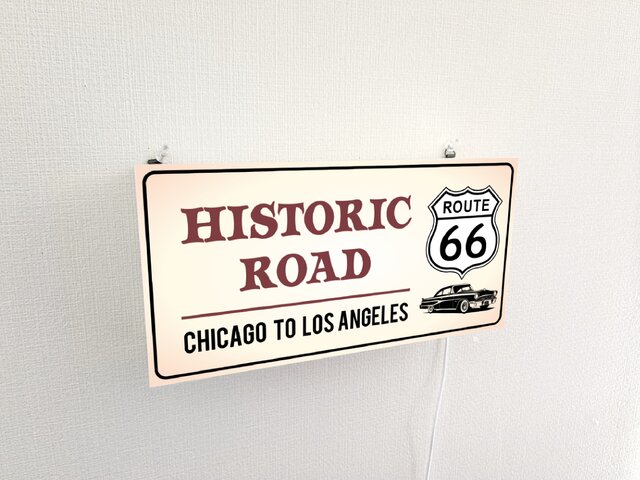 HISTORIC
ROAD
CHICAGO TO LOS ANGELES
ROUTE
66